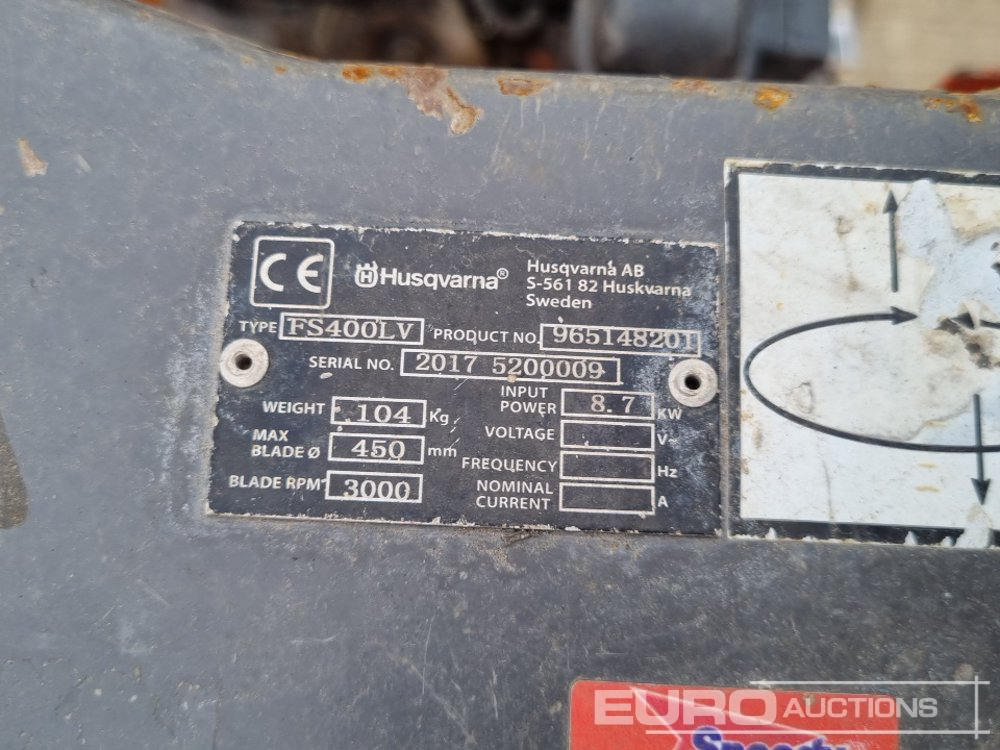 CE
Husqvarna®
Husqvarna AB
S-561 82 Huskvarna
Sweden
TYPE FS400LV PRODUCT NO. 965148201
SERIAL NO. 2017 5200009
WEIGHT 104 Kg
MAX BLADE Ø 450 mm
BLADE RPM 3000
INPUT POWER 8.7 KW
VOLTAGE V~
FREQUENCY Hz
NOMINAL CURRENT A
EURO AUCTIONS